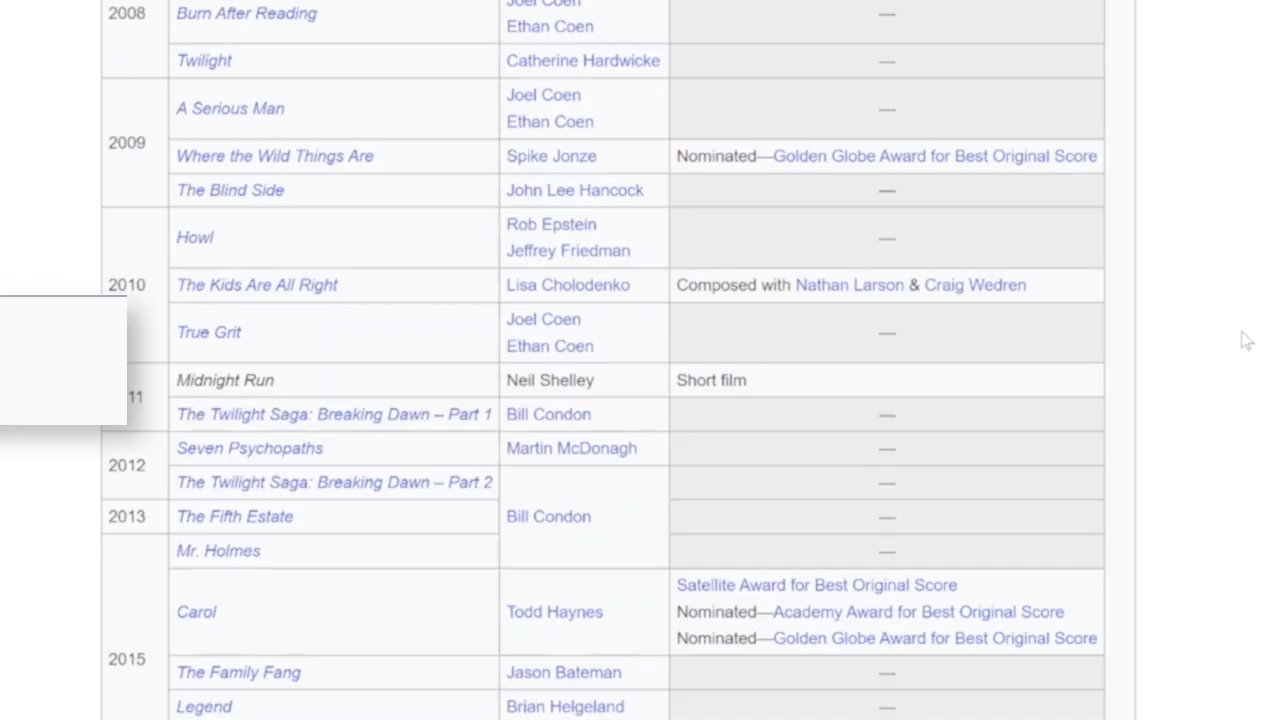 2008
Burn After Reading
Joel Coen
Ethan Coen
—
Twilight
Catherine Hardwicke
—
2009
A Serious Man
Joel Coen
Ethan Coen
—
Where the Wild Things Are
Spike Jonze
Nominated—Golden Globe Award for Best Original Score
The Blind Side
John Lee Hancock
—
2010
Howl
Rob Epstein
Jeffrey Friedman
—
The Kids Are All Right
Lisa Cholodenko
Composed with Nathan Larson & Craig Wedren
True Grit
Joel Coen
Ethan Coen
—
11
Midnight Run
Neil Shelley
Short film
The Twilight Saga: Breaking Dawn – Part 1
Bill Condon
—
2012
Seven Psychopaths
Martin McDonagh
—
The Twilight Saga: Breaking Dawn – Part 2
Bill Condon
—
2013
The Fifth Estate
—
Mr. Holmes
—
2015
Carol
Todd Haynes
Satellite Award for Best Original Score
Nominated—Academy Award for Best Original Score
Nominated—Golden Globe Award for Best Original Score
The Family Fang
Jason Bateman
—
Legend
Brian Helgeland
—